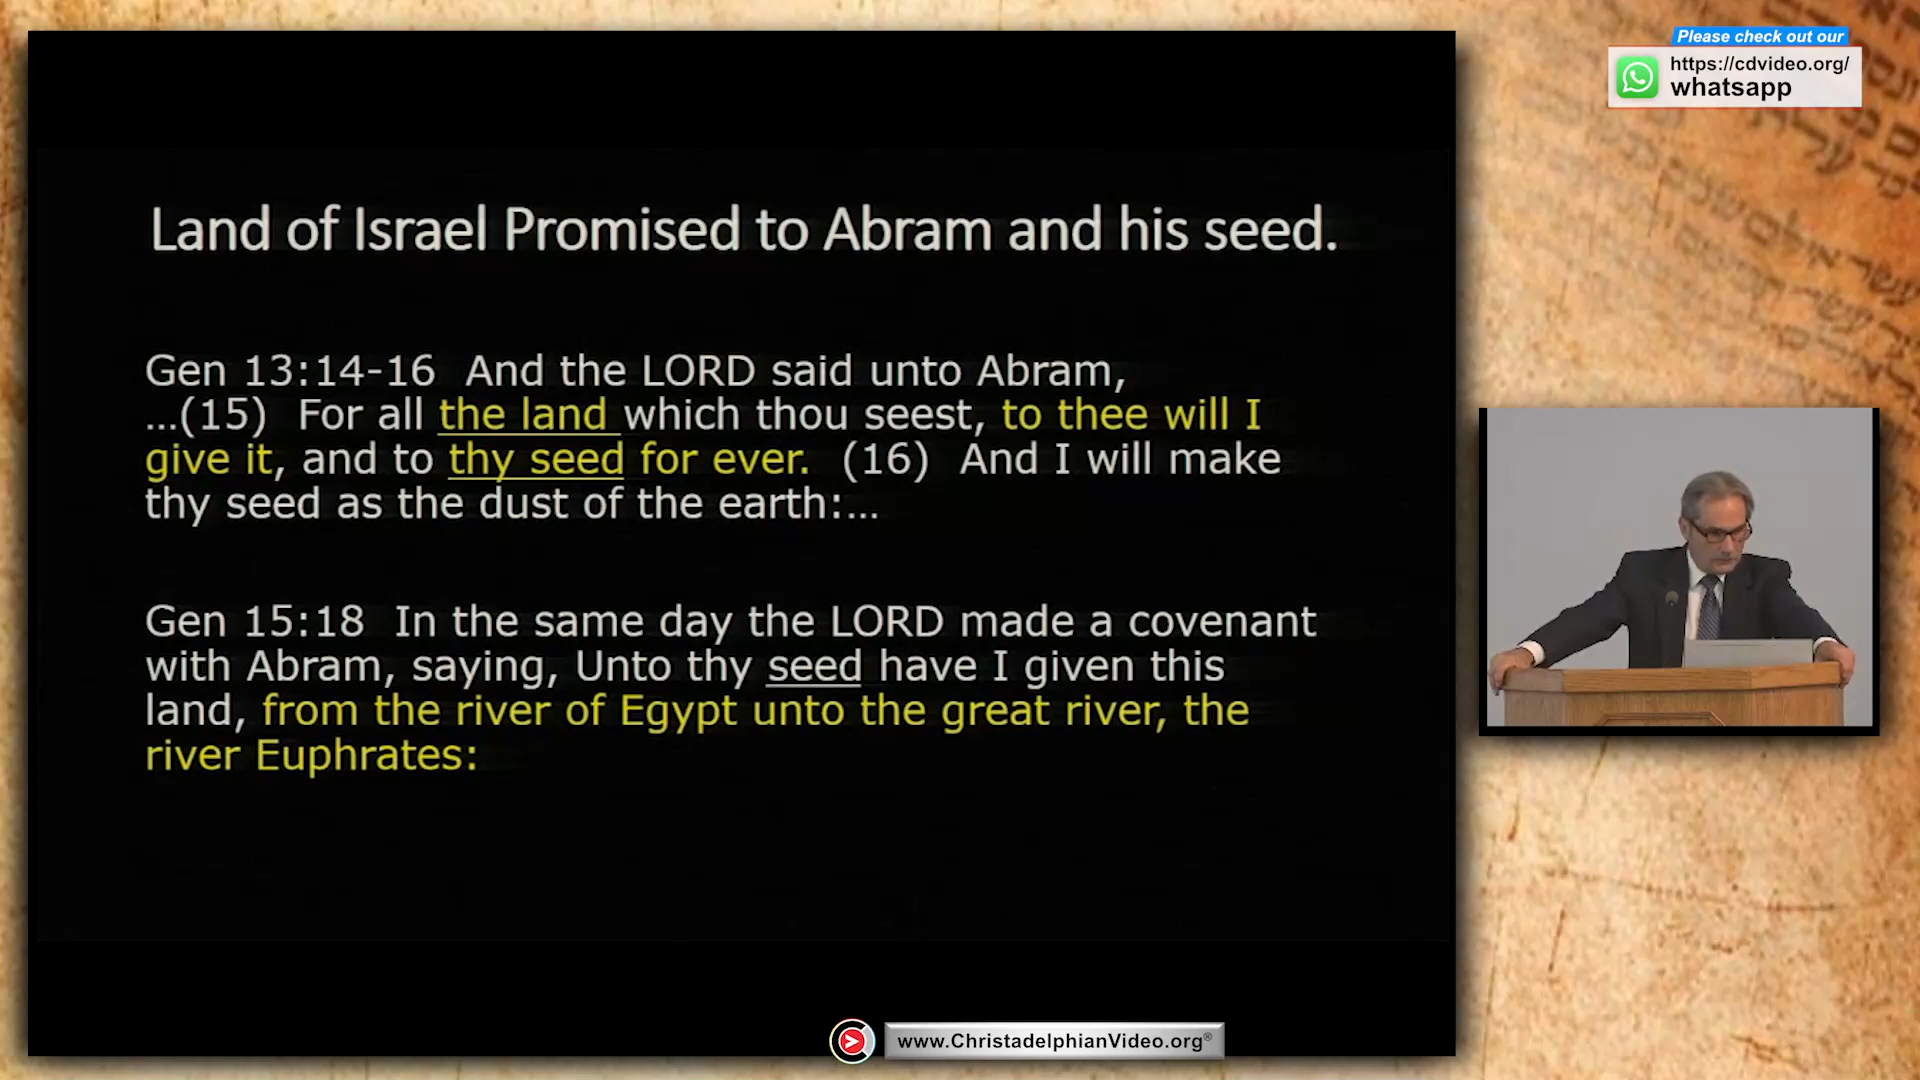 Please check out our
https://cdvideo.org/
whatsapp
Land of Israel Promised to Abram and his seed.
Gen 13:14-16 And the LORD said unto Abram,
…(15) For all the land which thou seest, to thee will I
give it, and to thy seed for ever. (16) And I will make
thy seed as the dust of the earth:…
Gen 15:18 In the same day the LORD made a covenant
with Abram, saying, Unto thy seed have I given this
land, from the river of Egypt unto the great river, the
river Euphrates:
www.ChristadelphianVideo.org®